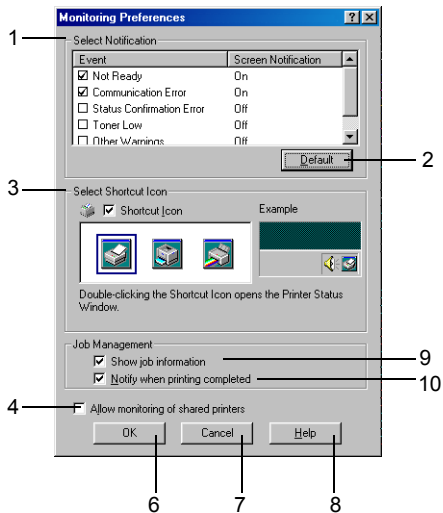 Monitoring Preferences
1
Select Notification
Event Screen Notification
Not Ready On
Communication Error On
Status Confirmation Error Off
Toner Low Off
Other Warnings Off
Default
2
3
Select Shortcut Icon
Shortcut Icon
Example
Double-clicking the Shortcut Icon opens the Printer Status
Window.
Job Management
Show job information
9
Notify when printing completed
10
4
Allow monitoring of shared printers
OK Cancel Help
6 7 8